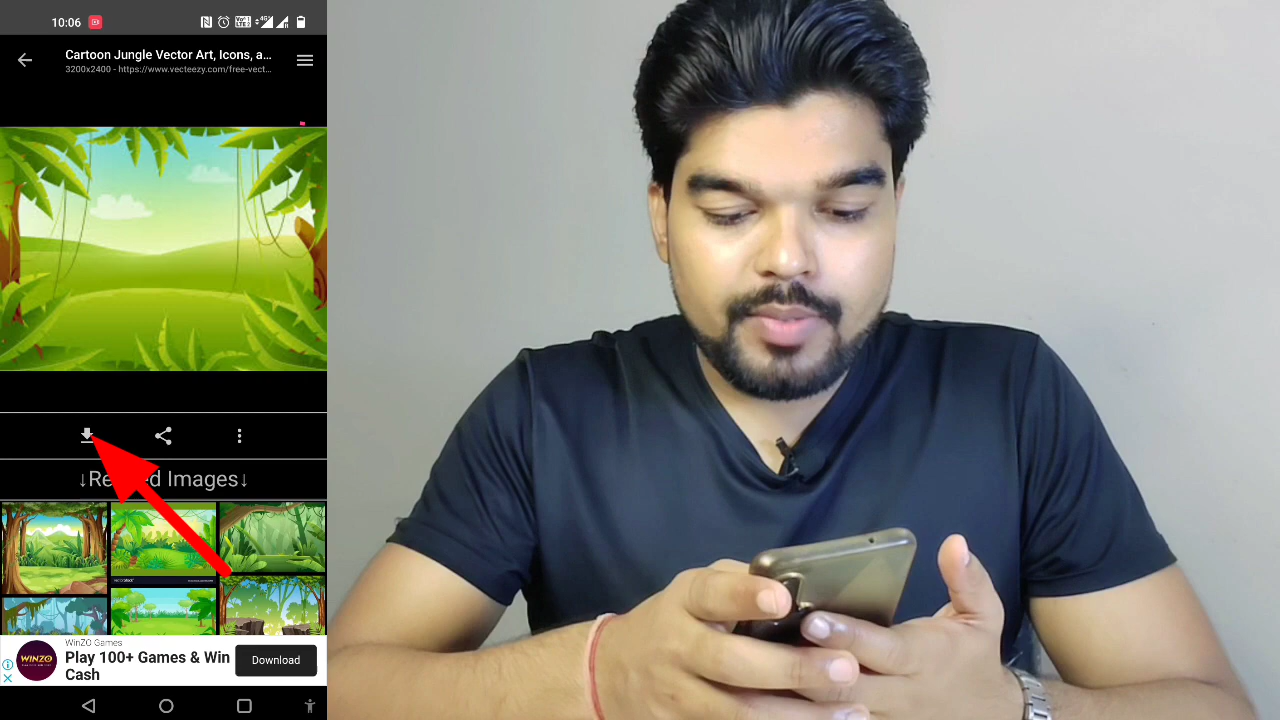 10:06
Cartoon Jungle Vector Art, Icons, a...
3200x2400 - https://www.vecteezy.com/free-vect...
↓Re d Images↓
WinZO Games
Play 100+ Games & Win
Cash
WINZO
Download